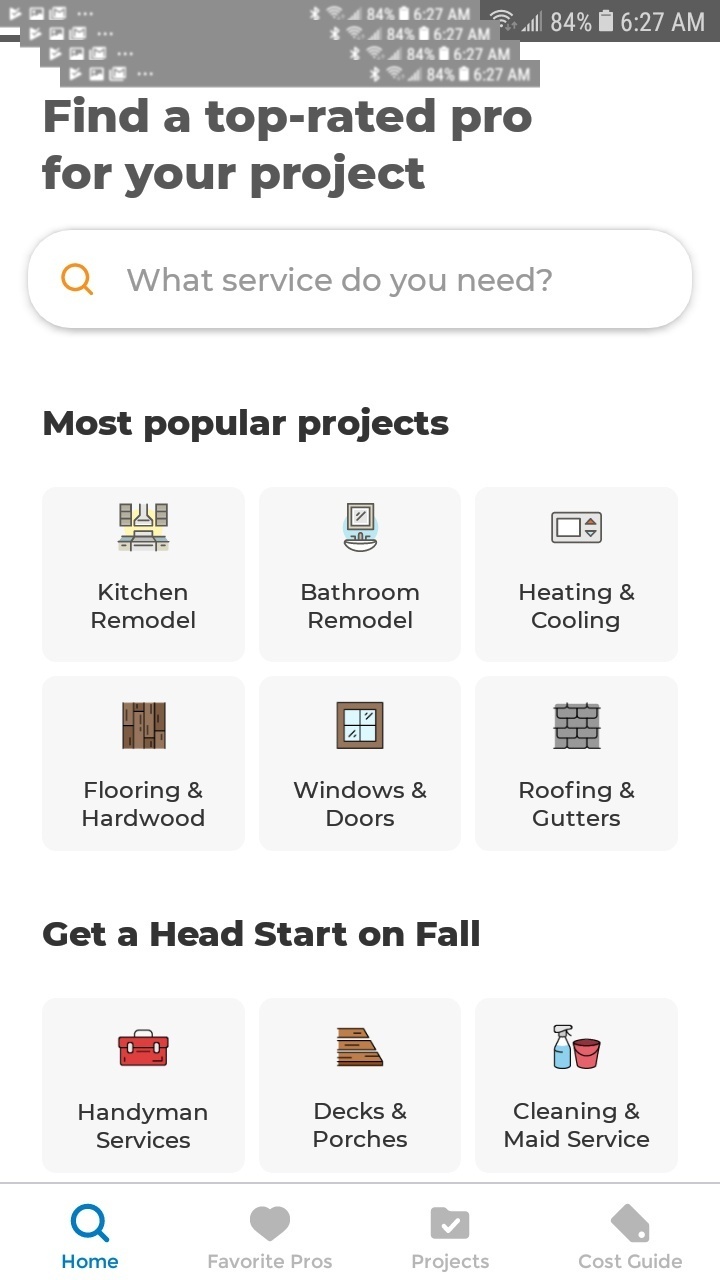 84% 6:27 AM 84% 6:27 AM
84% 6:27 AM
84% 6:27 AM
84% 6:27 AM
Find a top-rated pro
for your project
What service do you need?
Most popular projects
Kitchen
Remodel
Bathroom
Remodel
Heating &
Cooling
Flooring &
Hardwood
Windows &
Doors
Roofing &
Gutters
Get a Head Start on Fall
Handyman
Services
Decks &
Porches
Cleaning &
Maid Service
Home
Favorite Pros
Projects
Cost Guide